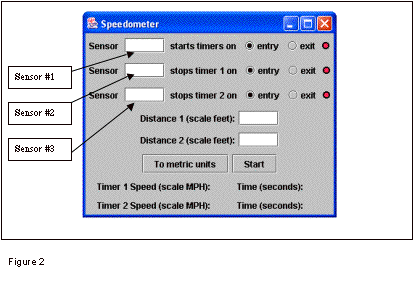 Speedometer
Sensor starts timers on entry exit
Sensor stops timer 1 on entry exit
Sensor stops timer 2 on entry exit
Sensor #1
Sensor #2
Sensor #3
Distance 1 (scale feet):
Distance 2 (scale feet):
To metric units Start
Timer 1 Speed (scale MPH): Time (seconds):
Timer 2 Speed (scale MPH): Time (seconds):
Figure 2